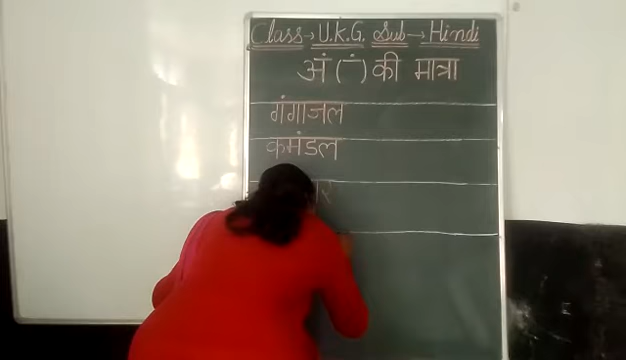 Class → U.K.G. Sub → Hindi
अं ( ं ) की मात्रा
गंगाजल
कमंडल